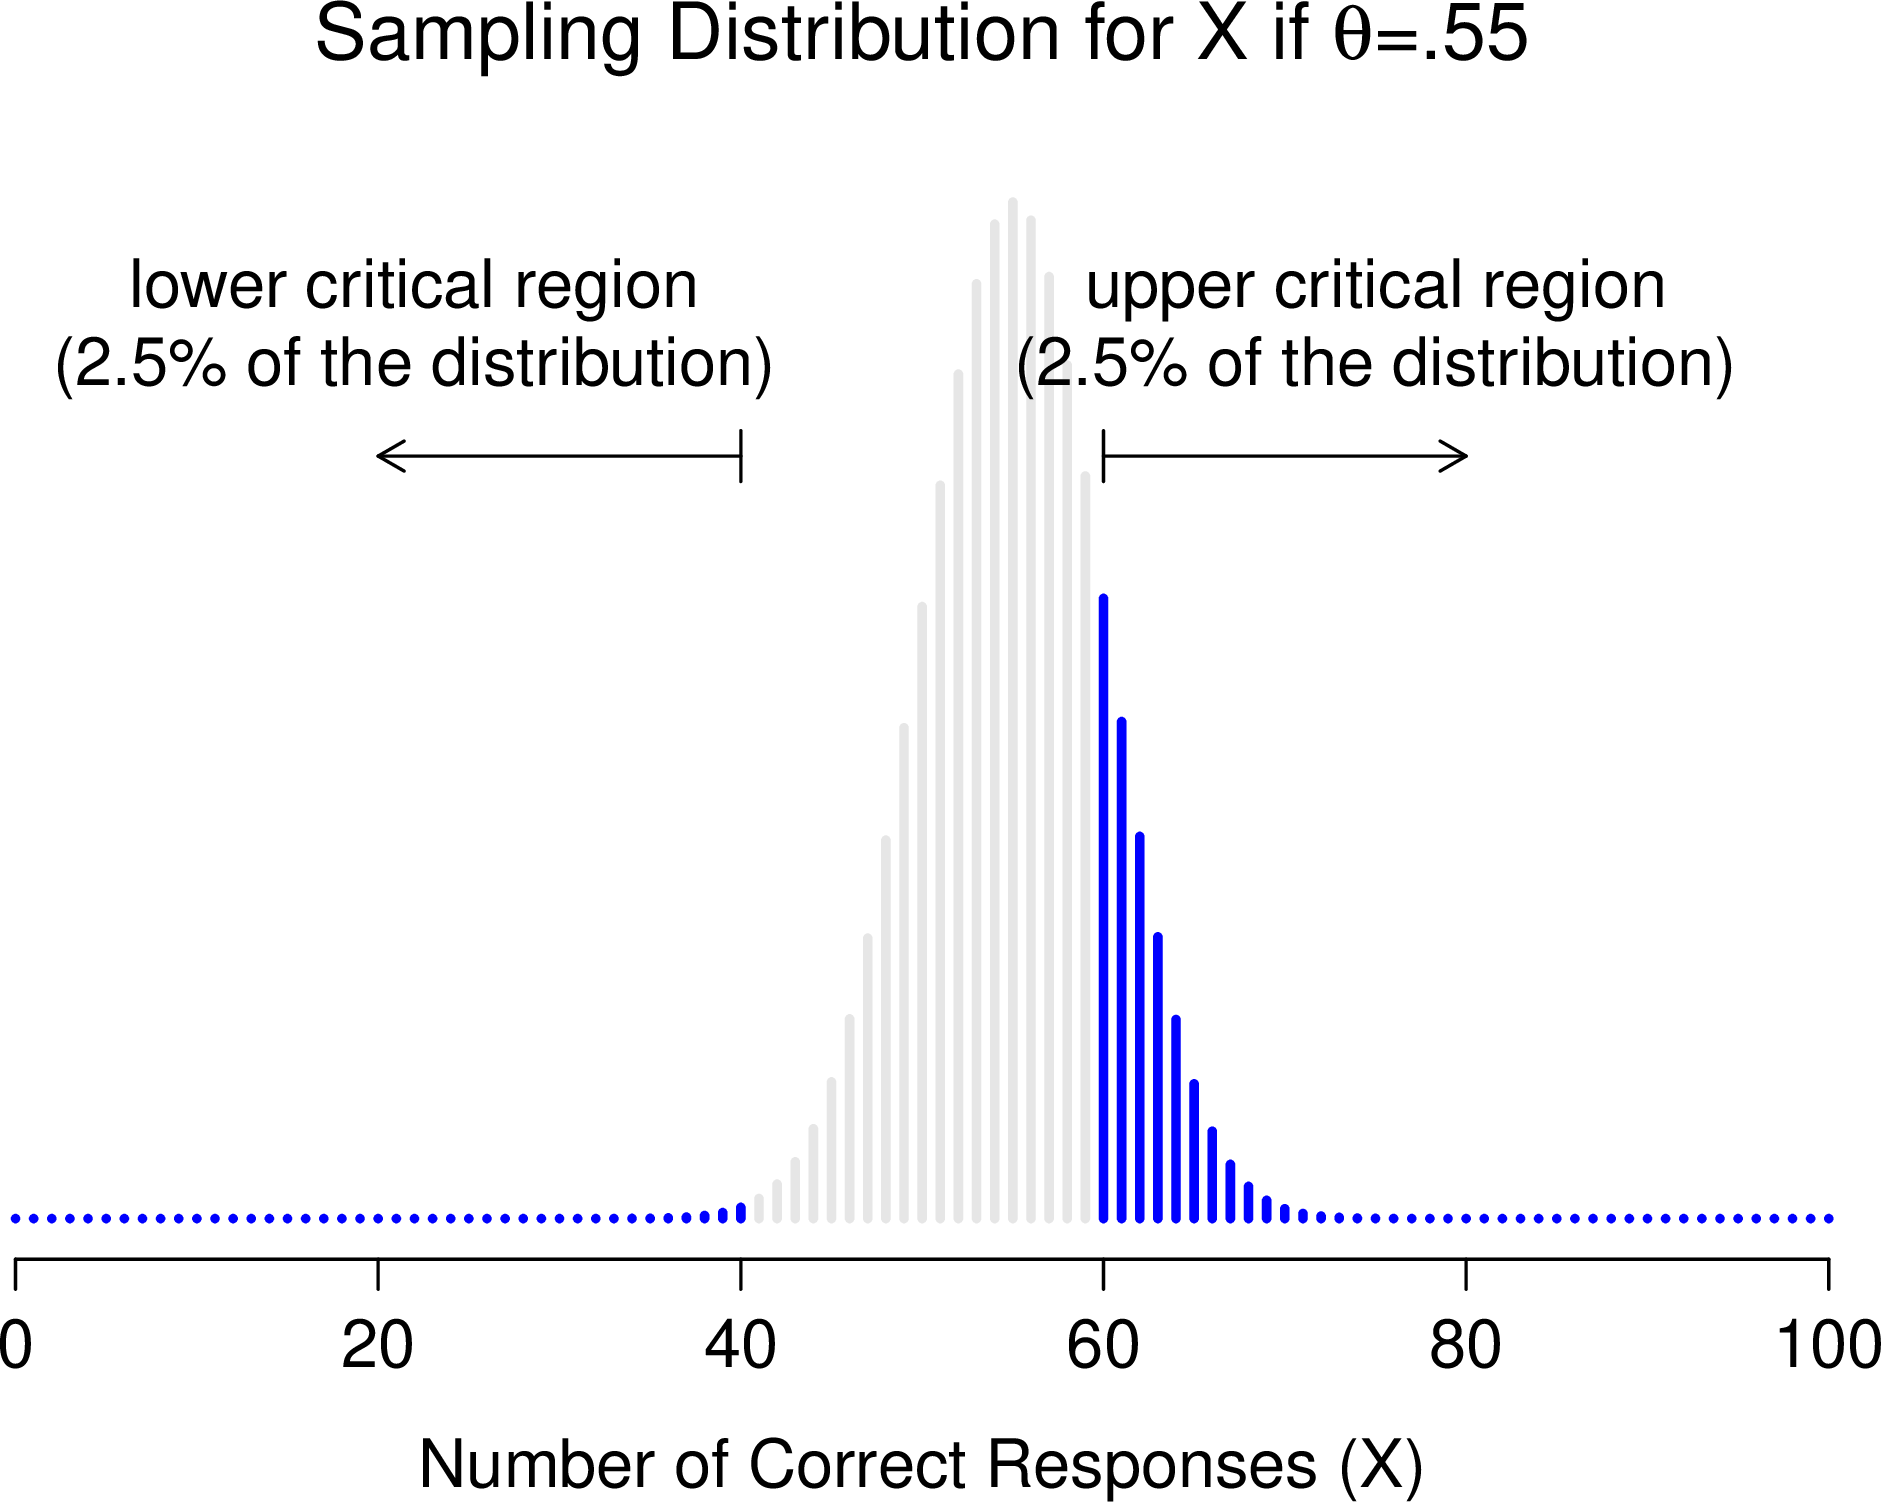 Sampling Distribution for X if θ=.55
lower critical region
(2.5% of the distribution)
upper critical region
(2.5% of the distribution)
0 20 40 60 80 100
Number of Correct Responses (X)